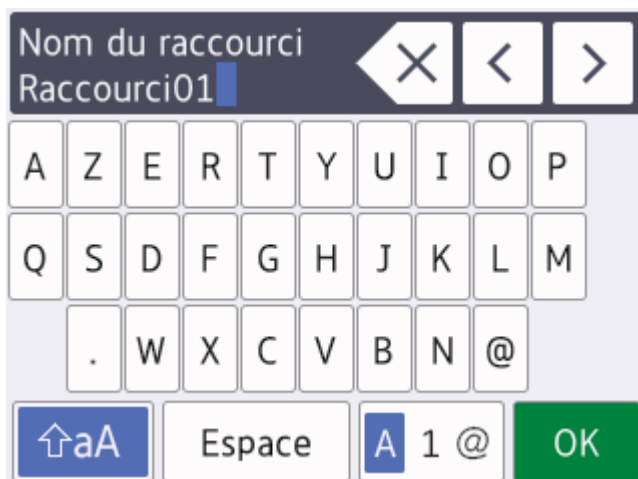 Nom du raccourci
Raccourci01
A Z E R T Y U I O P
Q S D F G H J K L M
. W X C V B N @
aA Espace A 1 @ OK